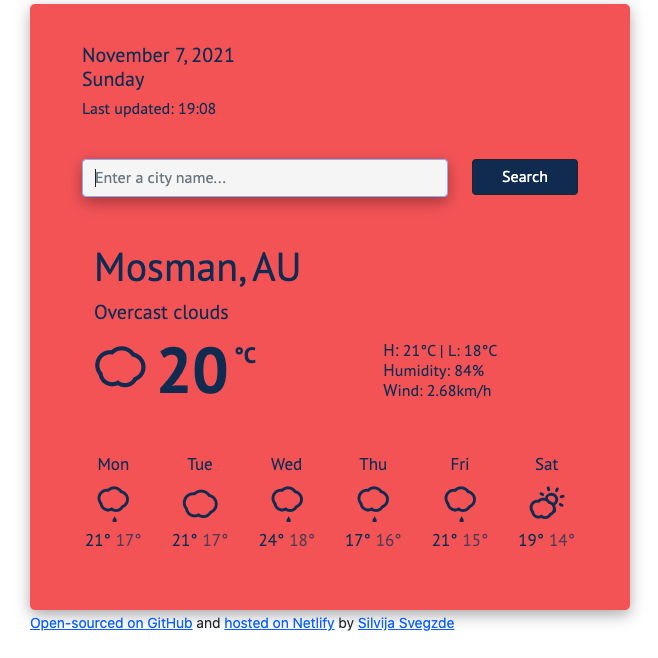 November 7, 2021
Sunday
Last updated: 19:08
Enter a city name...
Search
Mosman, AU
Overcast clouds
20 °C
H: 21°C | L: 18°C
Humidity: 84%
Wind: 2.68km/h
Mon Tue Wed Thu Fri Sat
21° 17° 21° 17° 24° 18° 17° 16° 21° 15° 19° 14°
Open-sourced on GitHub and hosted on Netlify by Silvija Svegzde